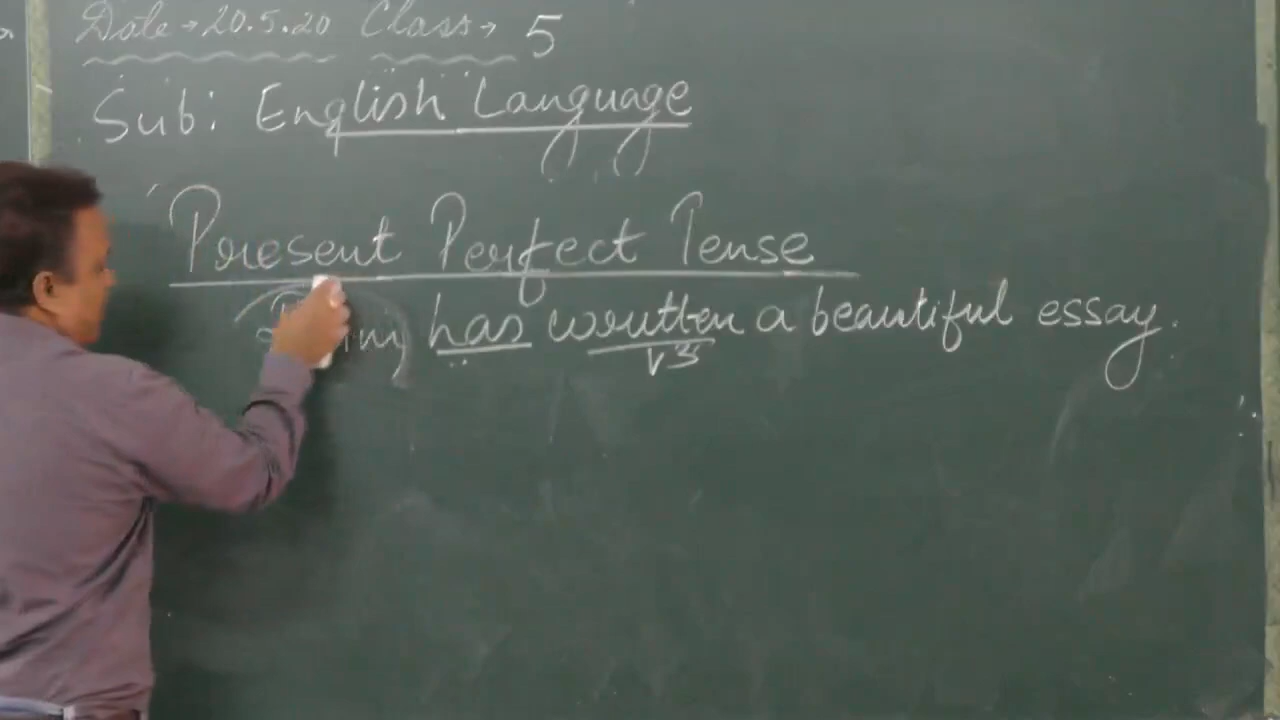 Date → 20.5.20 Class → 5
Sub: English Language
Present Perfect Tense
has written a beautiful essay.
V3